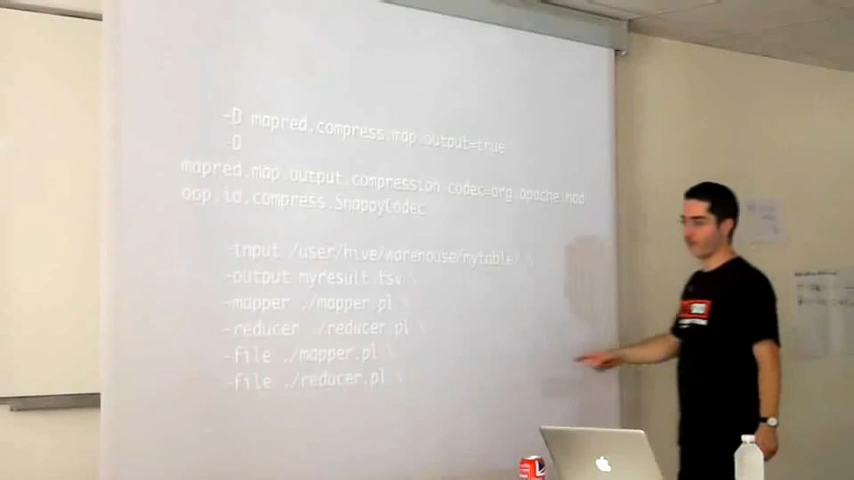 -D mapred.compress.map.output=true
-D
mapred.map.output.compression.codec=org.apache.had
oop.io.compress.SnappyCodec
-input /user/hive/warehouse/mytable/ \
-output myresult.tsv \
-mapper ./mapper.pl \
-reducer ./reducer.pl \
-file ./mapper.pl \
-file ./reducer.pl \